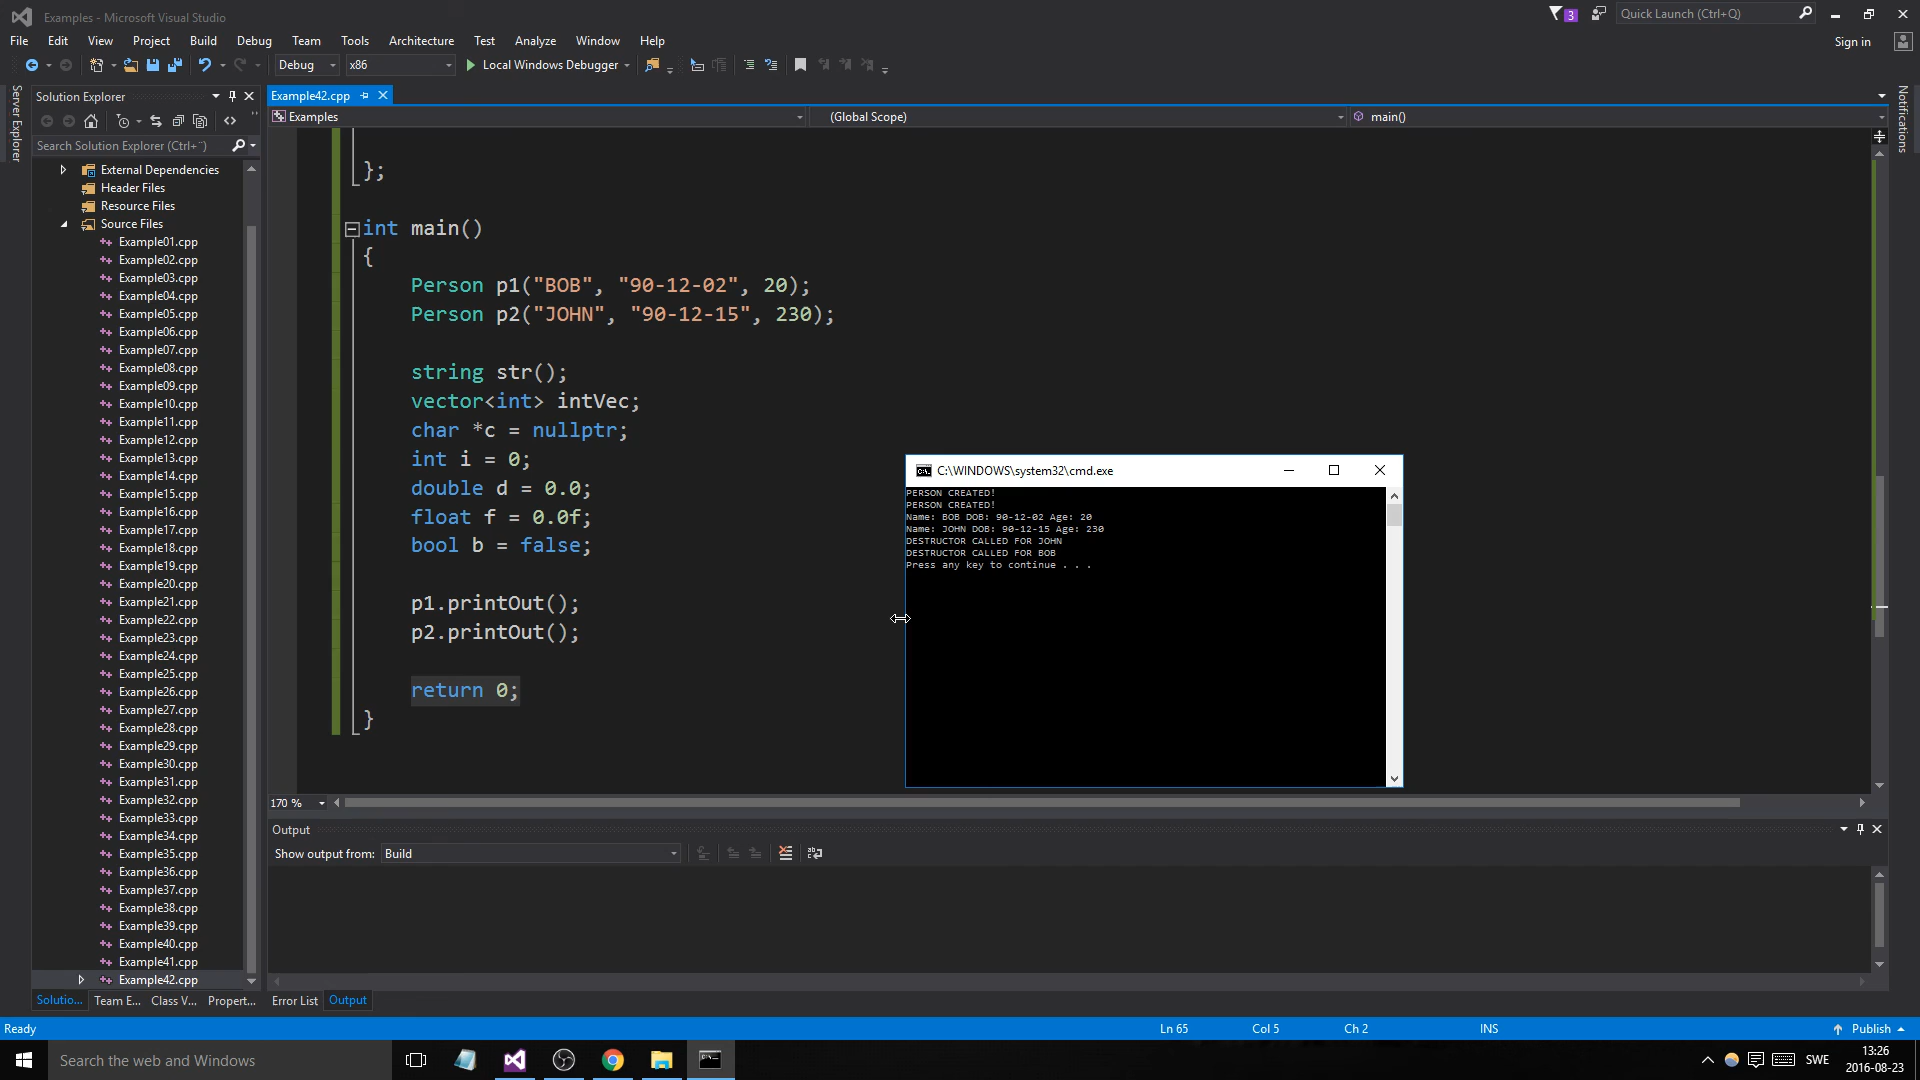 Examples - Microsoft Visual Studio
3
Quick Launch (Ctrl+Q)
File Edit View Project Build Debug Team Tools Architecture Test Analyze Window Help
Sign in
Debug x86 Local Windows Debugger
Server Explorer
Solution Explorer
Search Solution Explorer (Ctrl+¨)
External Dependencies
Header Files
Resource Files
Source Files
Example01.cpp
Example02.cpp
Example03.cpp
Example04.cpp
Example05.cpp
Example06.cpp
Example07.cpp
Example08.cpp
Example09.cpp
Example10.cpp
Example11.cpp
Example12.cpp
Example13.cpp
Example14.cpp
Example15.cpp
Example16.cpp
Example17.cpp
Example18.cpp
Example19.cpp
Example20.cpp
Example21.cpp
Example22.cpp
Example23.cpp
Example24.cpp
Example25.cpp
Example26.cpp
Example27.cpp
Example28.cpp
Example29.cpp
Example30.cpp
Example31.cpp
Example32.cpp
Example33.cpp
Example34.cpp
Example35.cpp
Example36.cpp
Example37.cpp
Example38.cpp
Example39.cpp
Example40.cpp
Example41.cpp
Example42.cpp
Solutio... Team E... Class V... Propert...
Example42.cpp
Examples (Global Scope) main()
};
int main()
{
Person p1("BOB", "90-12-02", 20);
Person p2("JOHN", "90-12-15", 230);
string str();
vector<int> intVec;
char *c = nullptr;
int i = 0;
double d = 0.0;
float f = 0.0f;
bool b = false;
p1.printOut();
p2.printOut();
return 0;
}
170 %
C:\WINDOWS\system32\cmd.exe
PERSON CREATED!
PERSON CREATED!
Name: BOB DOB: 90-12-02 Age: 20
Name: JOHN DOB: 90-12-15 Age: 230
DESTRUCTOR CALLED FOR JOHN
DESTRUCTOR CALLED FOR BOB
Press any key to continue . . .
Output
Show output from: Build
Error List Output
Notifications
Ready Ln 65 Col 5 Ch 2 INS Publish
Search the web and Windows
SWE
13:26
2016-08-23